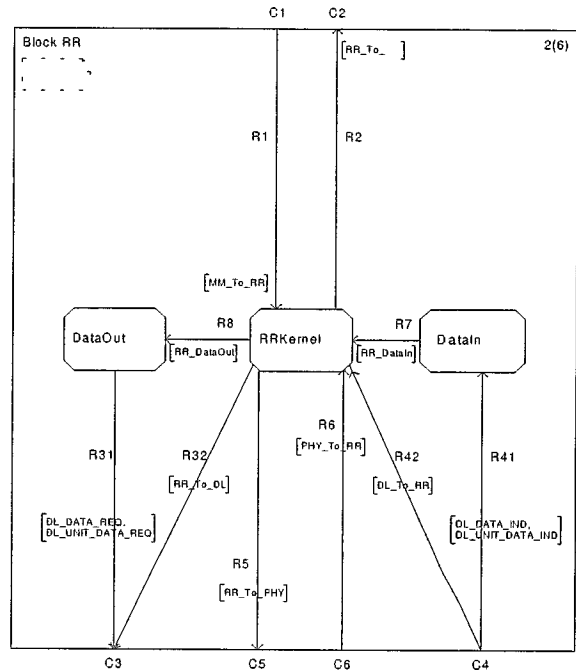 C1 C2
Block RR
2(6)
[RR_To_ ]
R1
R2
[MM_To_RR]
R8
R7
DataOut
RRKernel
DataIn
[RR_DataOut]
[RR_DataIn]
R6
[PHY_To_RR]
R31
R32
R42
R41
[RR_To_DL]
[DL_To_RR]
[DL_DATA_REQ,
DL_UNIT_DATA_REQ]
[DL_DATA_IND,
DL_UNIT_DATA_IND]
R5
[RR_To_PHY]
C3 C5 C6 C4